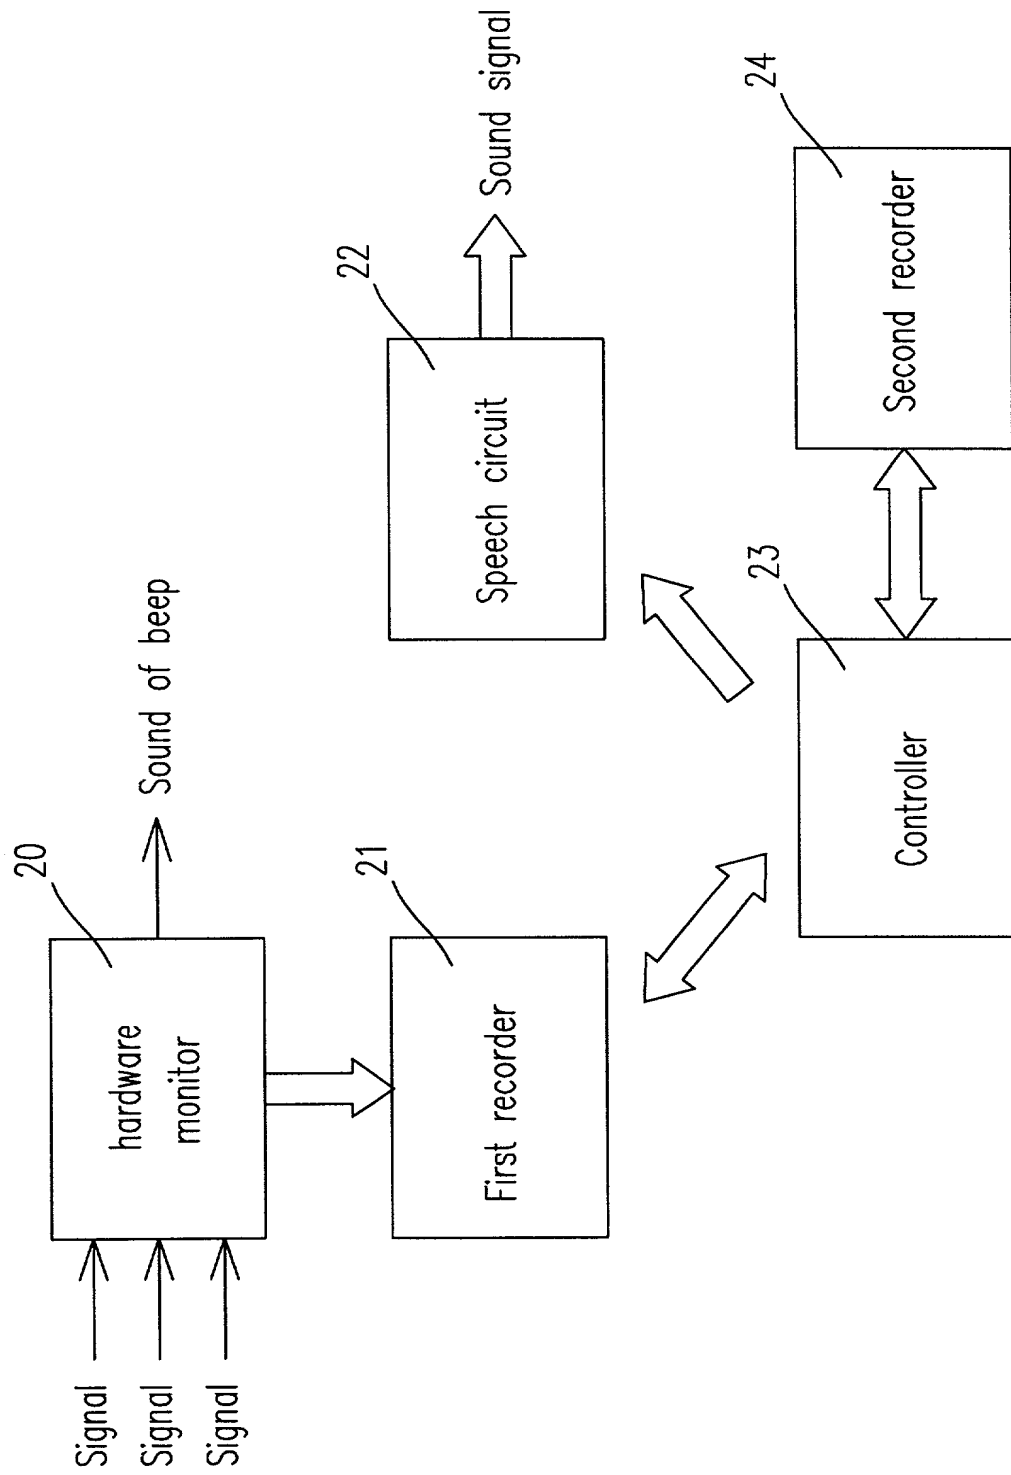 20
Signal
Signal
Signal
hardware
monitor
Sound of beep
21
First recorder
22
Speech circuit
Sound signal
23
Controller
24
Second recorder